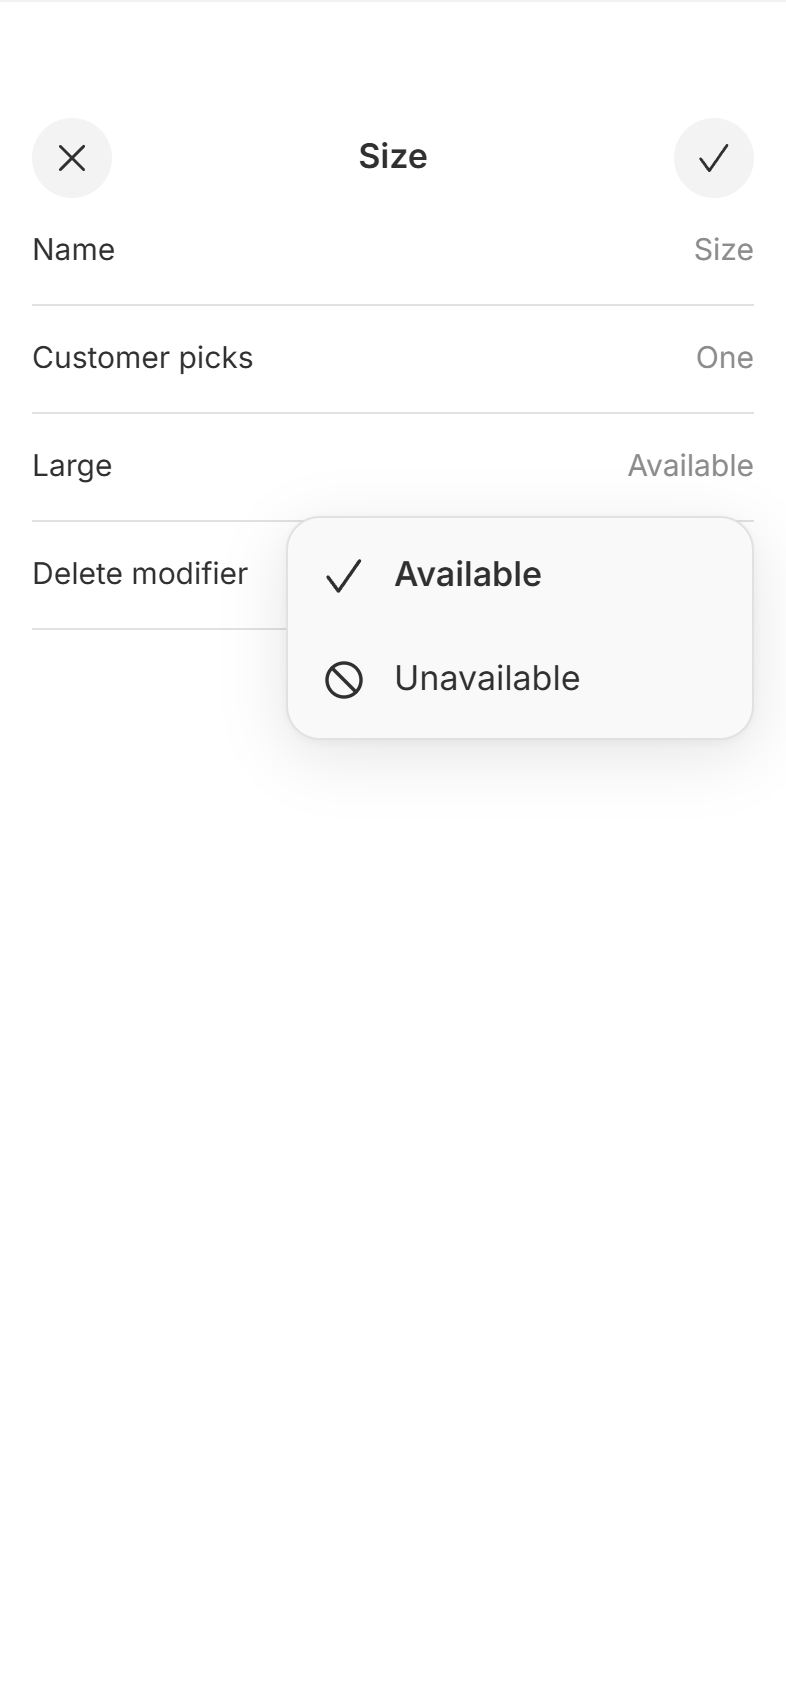 Size
Name Size
Customer picks One
Large Available
Delete modifier
Available
Unavailable